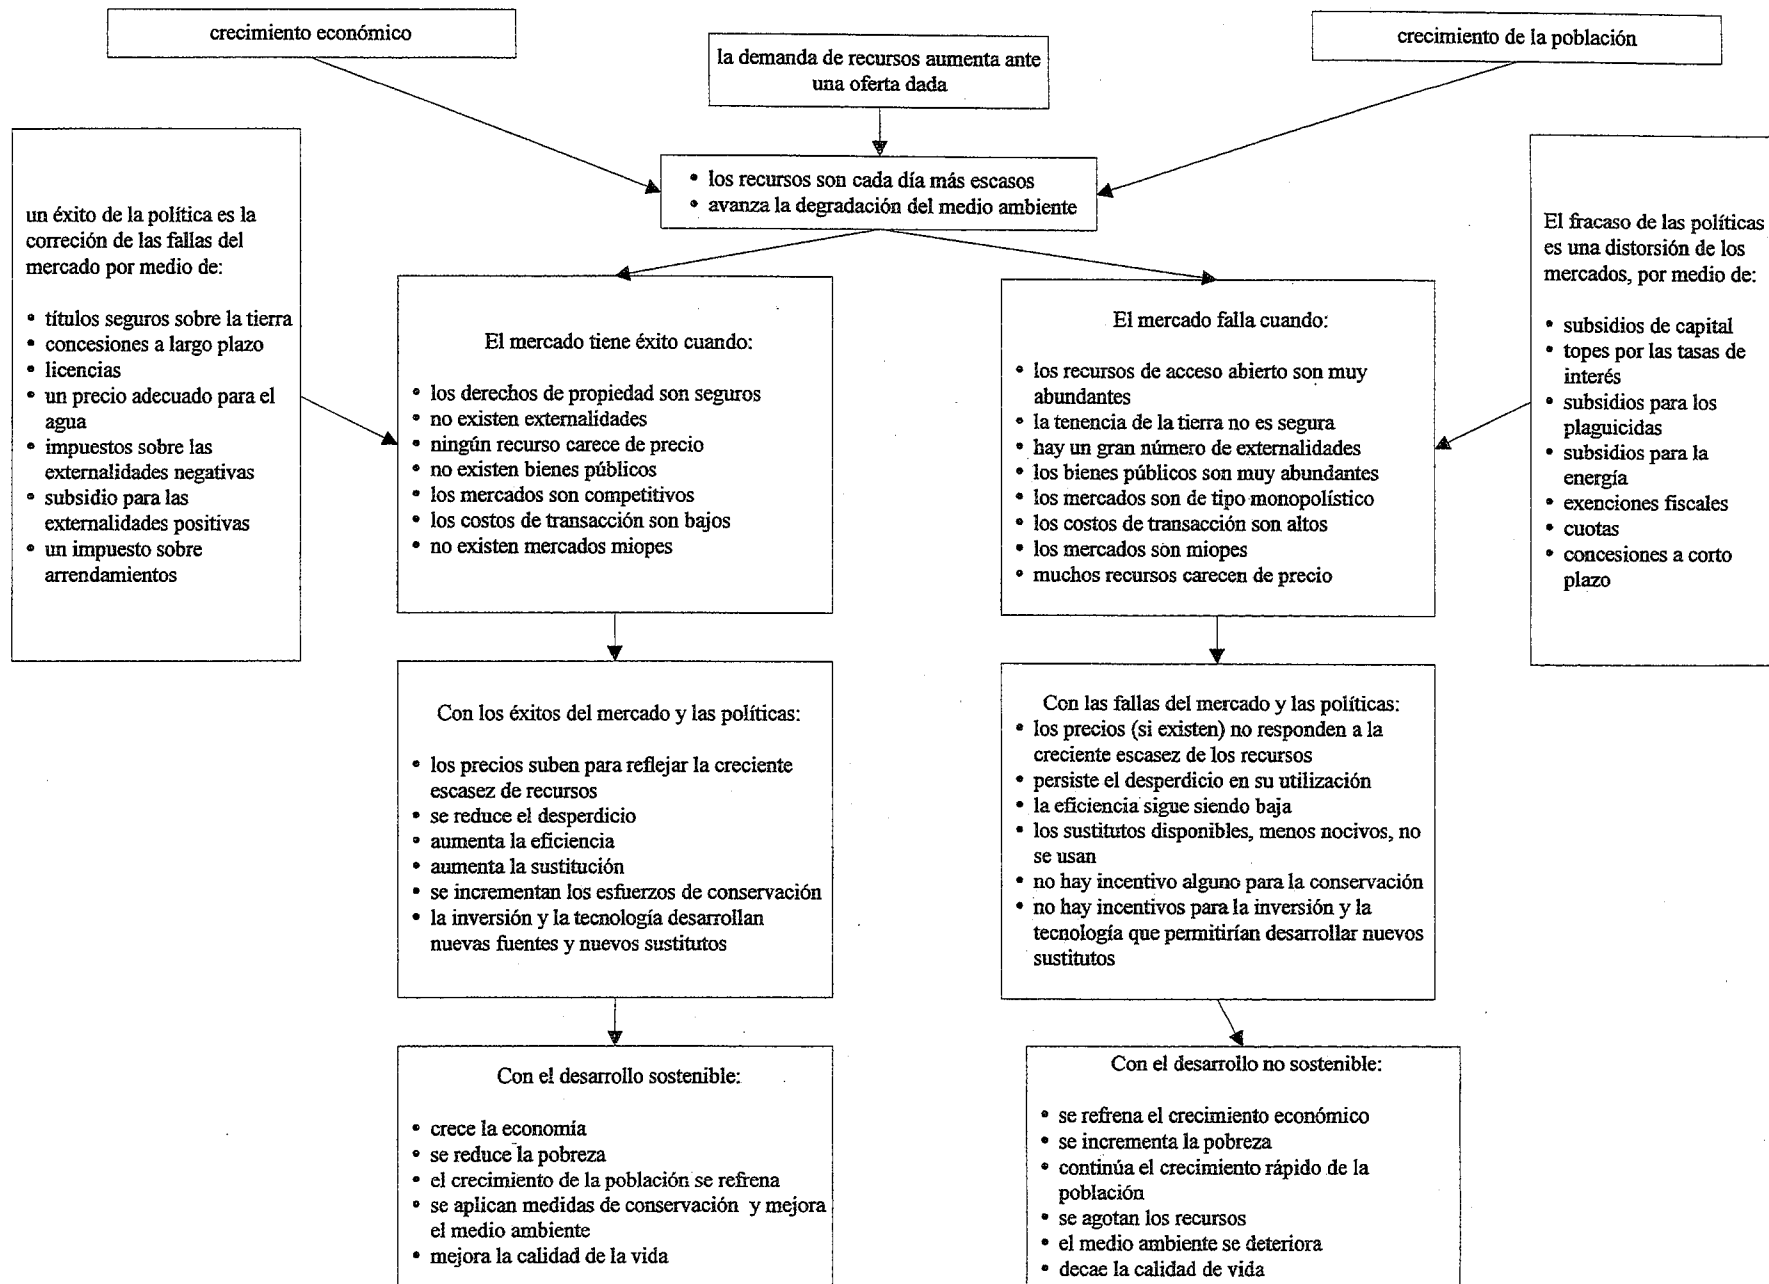 crecimiento económico
la demanda de recursos aumenta ante
una oferta dada
crecimiento de la población
• los recursos son cada día más escasos
• avanza la degradación del medio ambiente
un éxito de la política es la
correción de las fallas del
mercado por medio de:
• títulos seguros sobre la tierra
• concesiones a largo plazo
• licencias
• un precio adecuado para el
agua
• impuestos sobre las
externalidades negativas
• subsidio para las
externalidades positivas
• un impuesto sobre
arrendamientos
El mercado tiene éxito cuando:
• los derechos de propiedad son seguros
• no existen externalidades
• ningún recurso carece de precio
• no existen bienes públicos
• los mercados son competitivos
• los costos de transacción son bajos
• no existen mercados miopes
El mercado falla cuando:
• los recursos de acceso abierto son muy
abundantes
• la tenencia de la tierra no es segura
• hay un gran número de externalidades
• los bienes públicos son muy abundantes
• los mercados son de tipo monopolístico
• los costos de transacción son altos
• los mercados son miopes
• muchos recursos carecen de precio
El fracaso de las políticas
es una distorsión de los
mercados, por medio de:
• subsidios de capital
• topes por las tasas de
interés
• subsidios para los
plaguicidas
• subsidios para la
energía
• exenciones fiscales
• cuotas
• concesiones a corto
plazo
Con los éxitos del mercado y las políticas:
• los precios suben para reflejar la creciente
escasez de recursos
• se reduce el desperdicio
• aumenta la eficiencia
• aumenta la sustitución
• se incrementan los esfuerzos de conservación
• la inversión y la tecnología desarrollan
nuevas fuentes y nuevos sustitutos
Con las fallas del mercado y las políticas:
• los precios (si existen) no responden a la
creciente escasez de los recursos
• persiste el desperdicio en su utilización
• la eficiencia sigue siendo baja
• los sustitutos disponibles, menos nocivos, no
se usan
• no hay incentivo alguno para la conservación
• no hay incentivos para la inversión y la
tecnología que permitirían desarrollar nuevos
sustitutos
Con el desarrollo sostenible:
• crece la economía
• se reduce la pobreza
• el crecimiento de la población se refrena
• se aplican medidas de conservación y mejora
el medio ambiente
• mejora la calidad de la vida
Con el desarrollo no sostenible:
• se refrena el crecimiento económico
• se incrementa la pobreza
• continúa el crecimiento rápido de la
población
• se agotan los recursos
• el medio ambiente se deteriora
• decae la calidad de vida